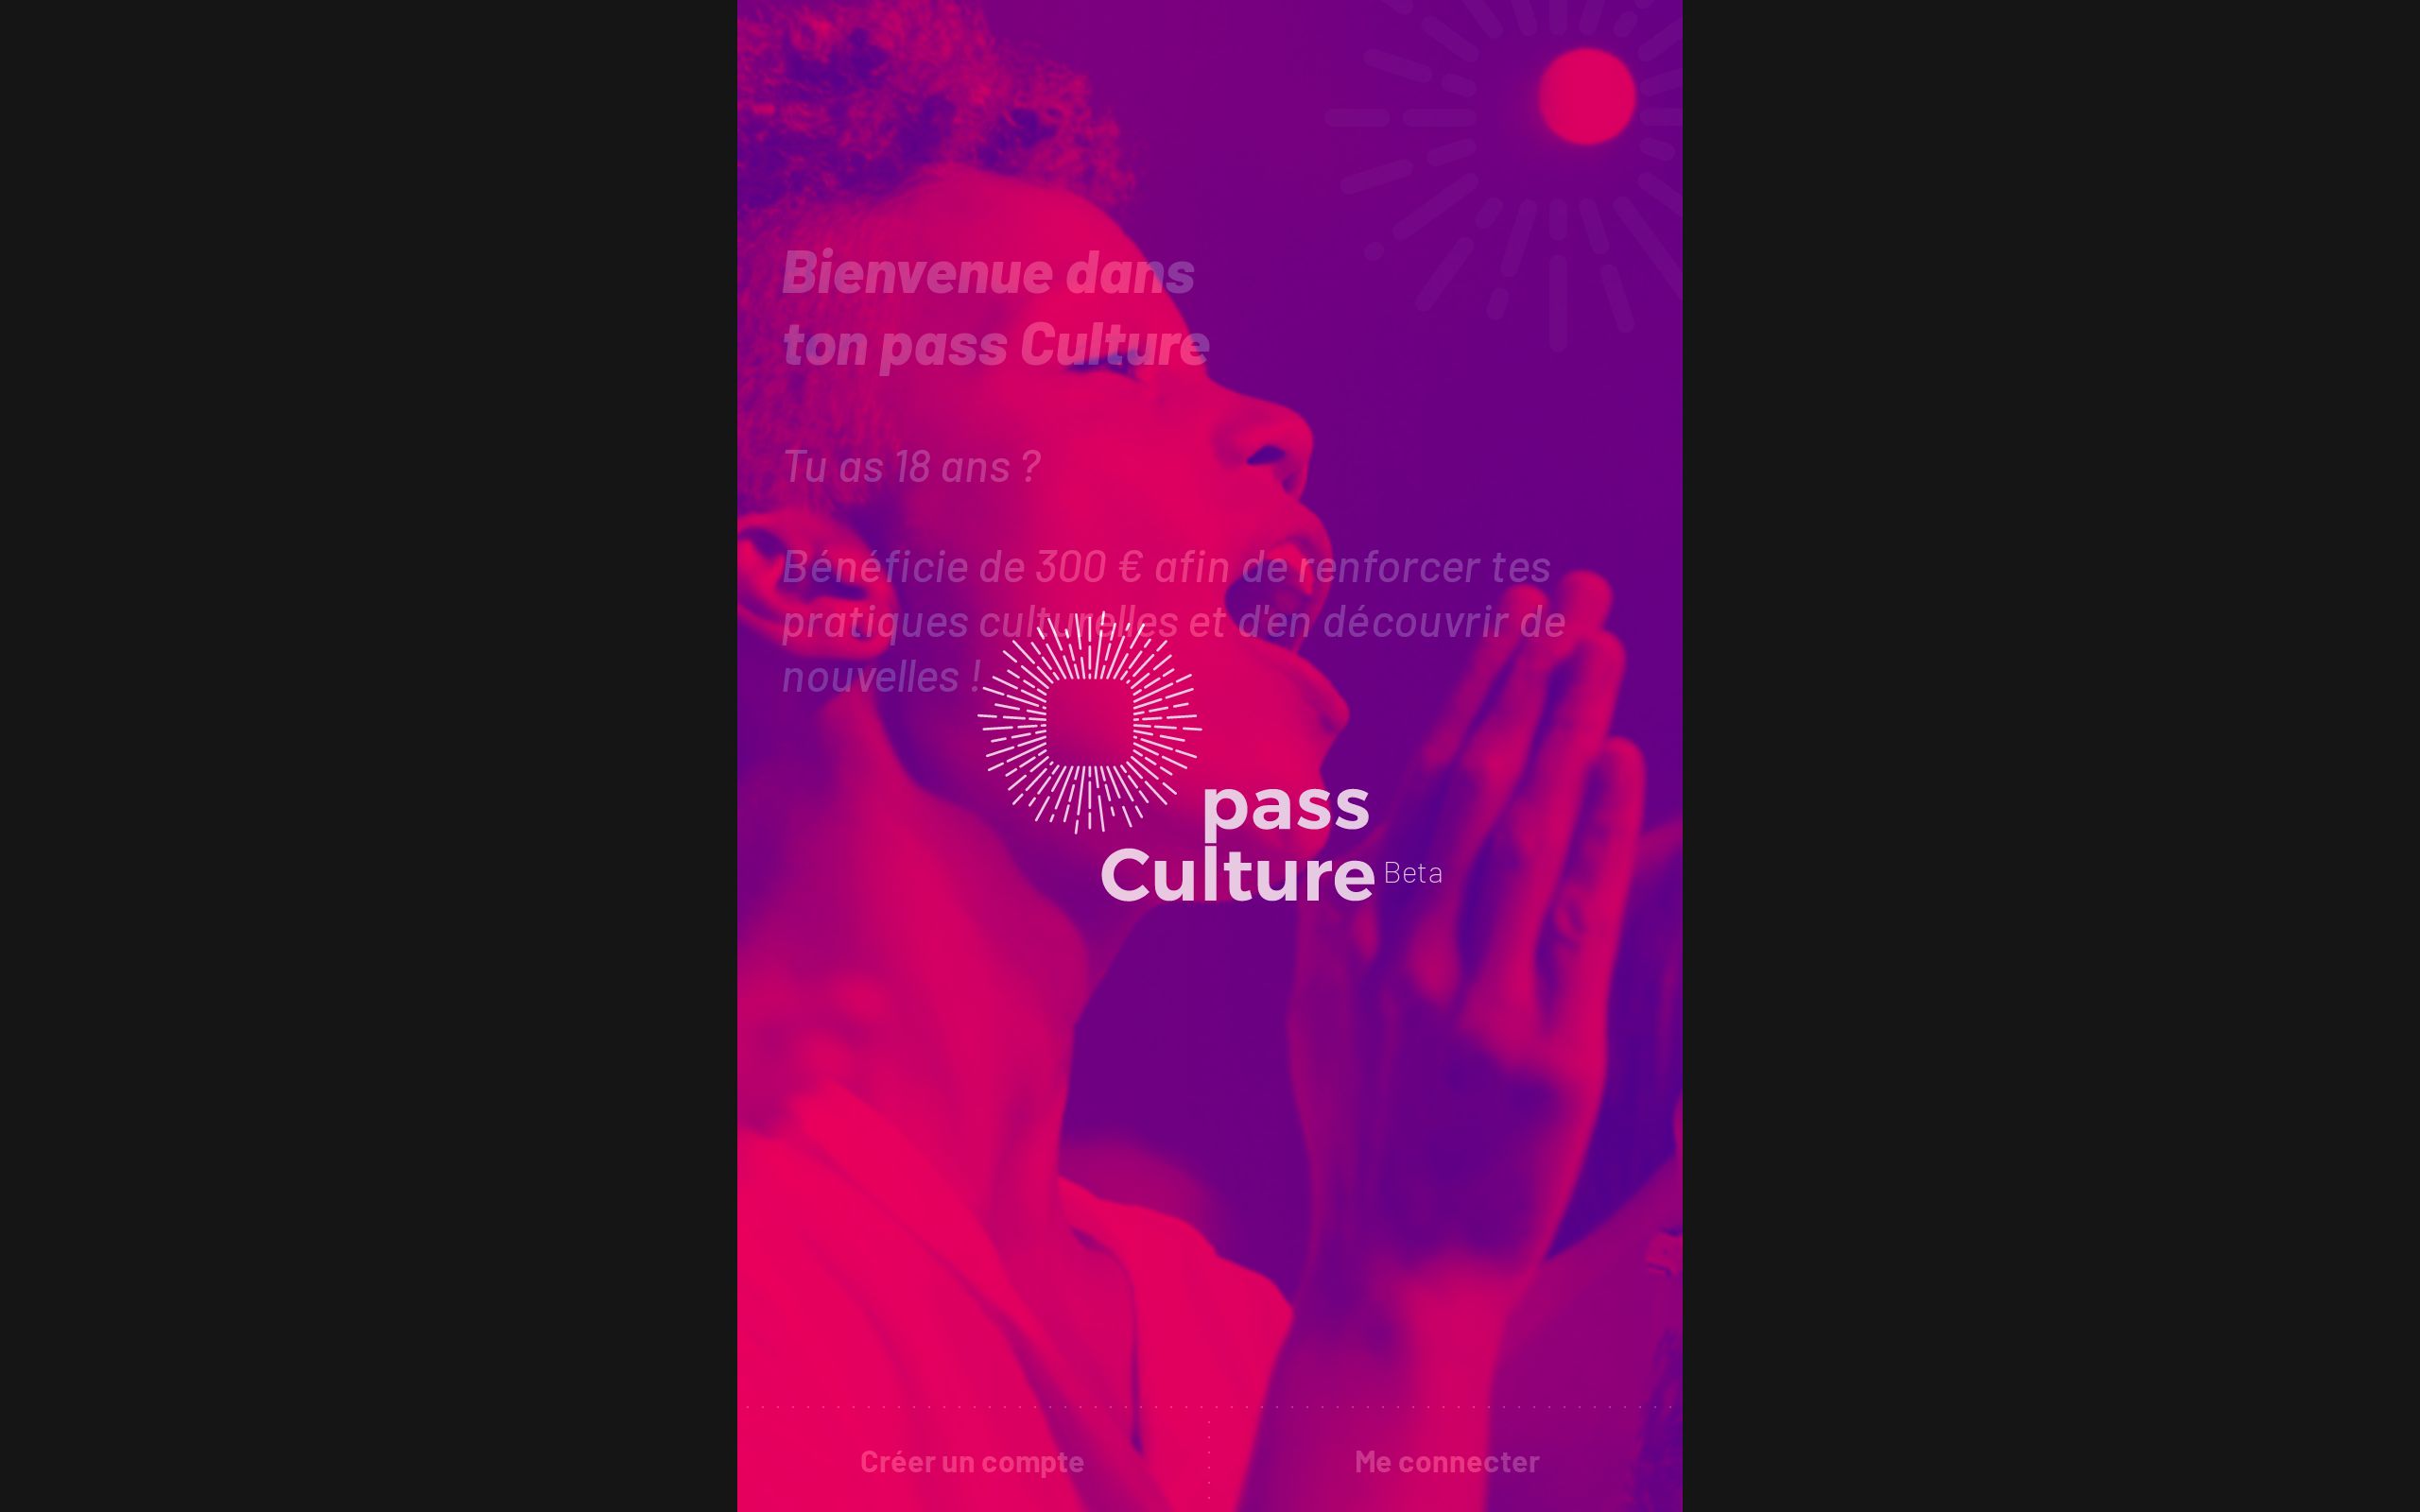 Bienvenue dans
ton pass Culture
Tu as 18 ans ?
Bénéficie de 300 € afin de renforcer tes
pratiques culturelles et d'en découvrir de
nouvelles !
pass
Culture Beta
Créer un compte
Me connecter